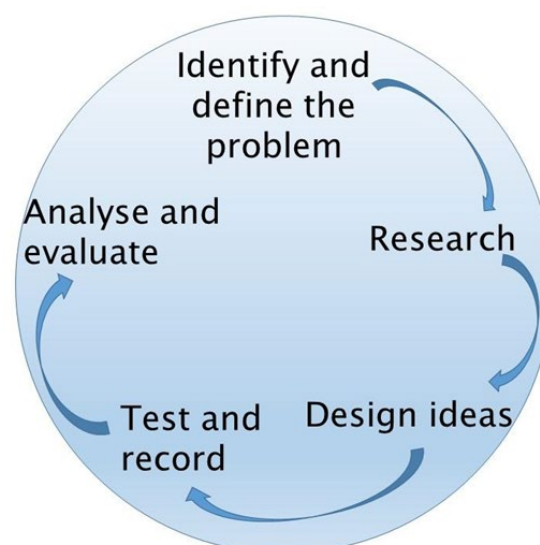 Identify and
define the
problem
Research
Design ideas
Test and
record
Analyse and
evaluate